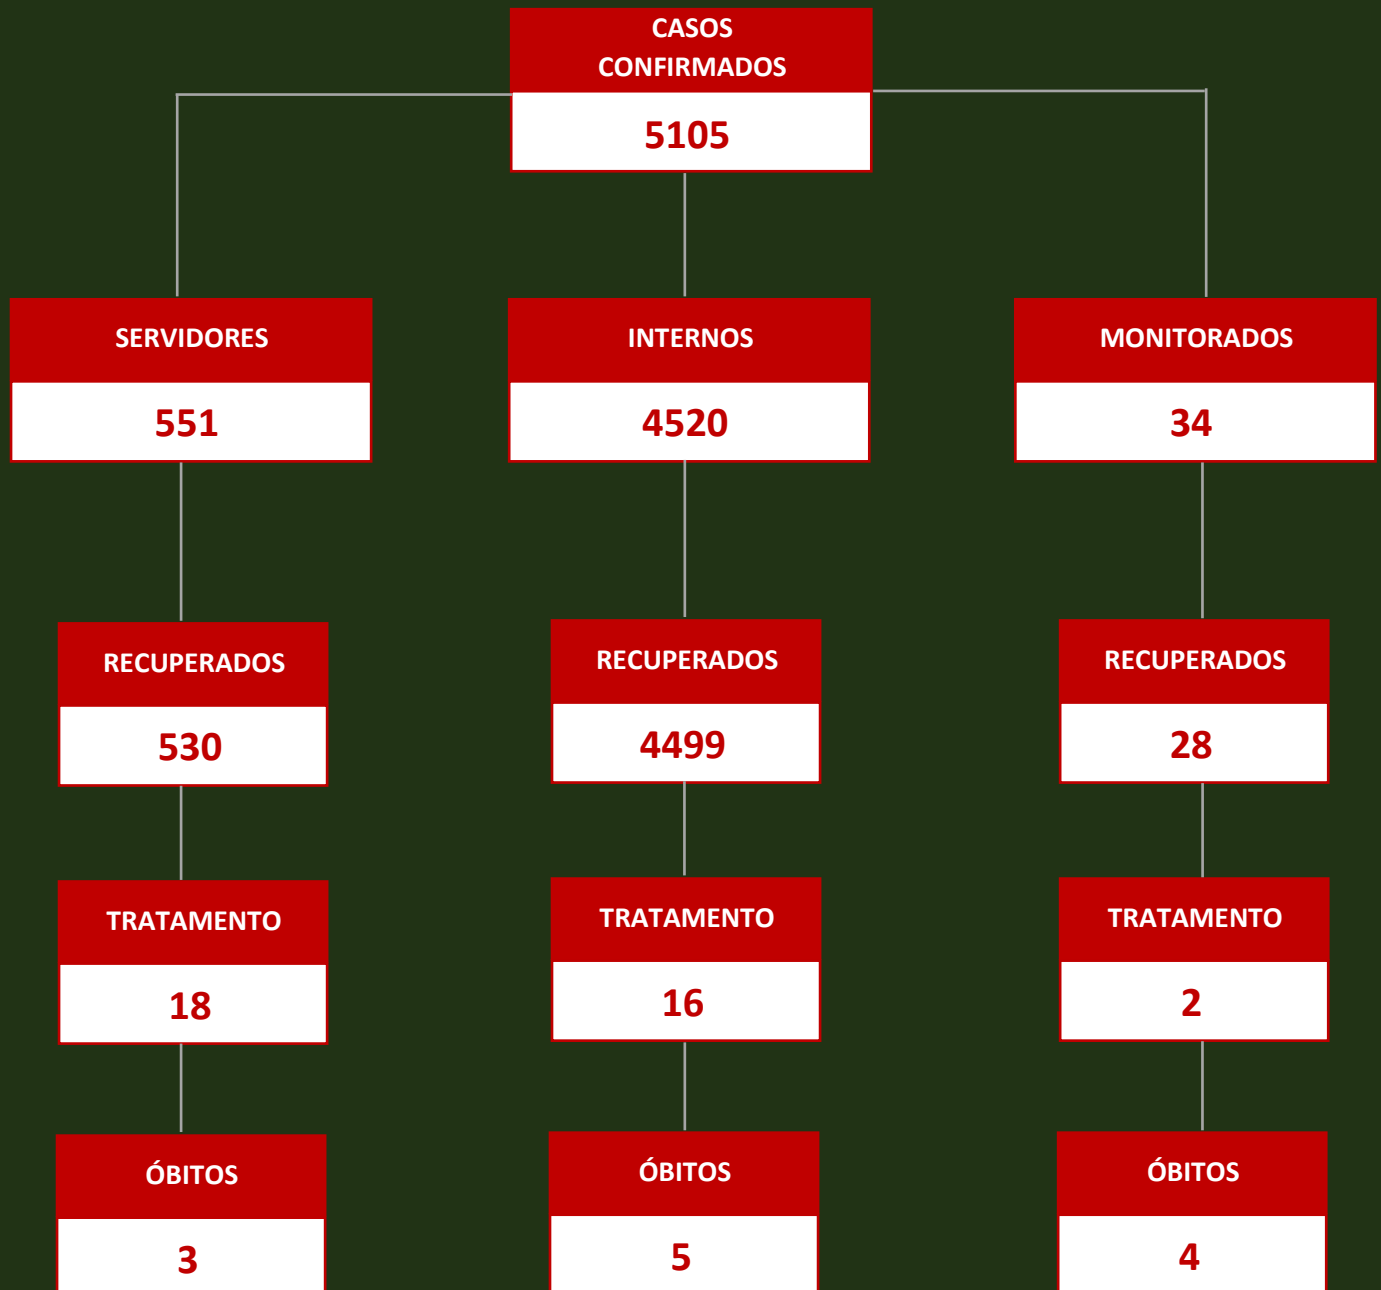 CASOS
CONFIRMADOS
5105
SERVIDORES
551
INTERNOS
4520
MONITORADOS
34
RECUPERADOS
530
RECUPERADOS
4499
RECUPERADOS
28
TRATAMENTO
18
TRATAMENTO
16
TRATAMENTO
2
ÓBITOS
3
ÓBITOS
5
ÓBITOS
4